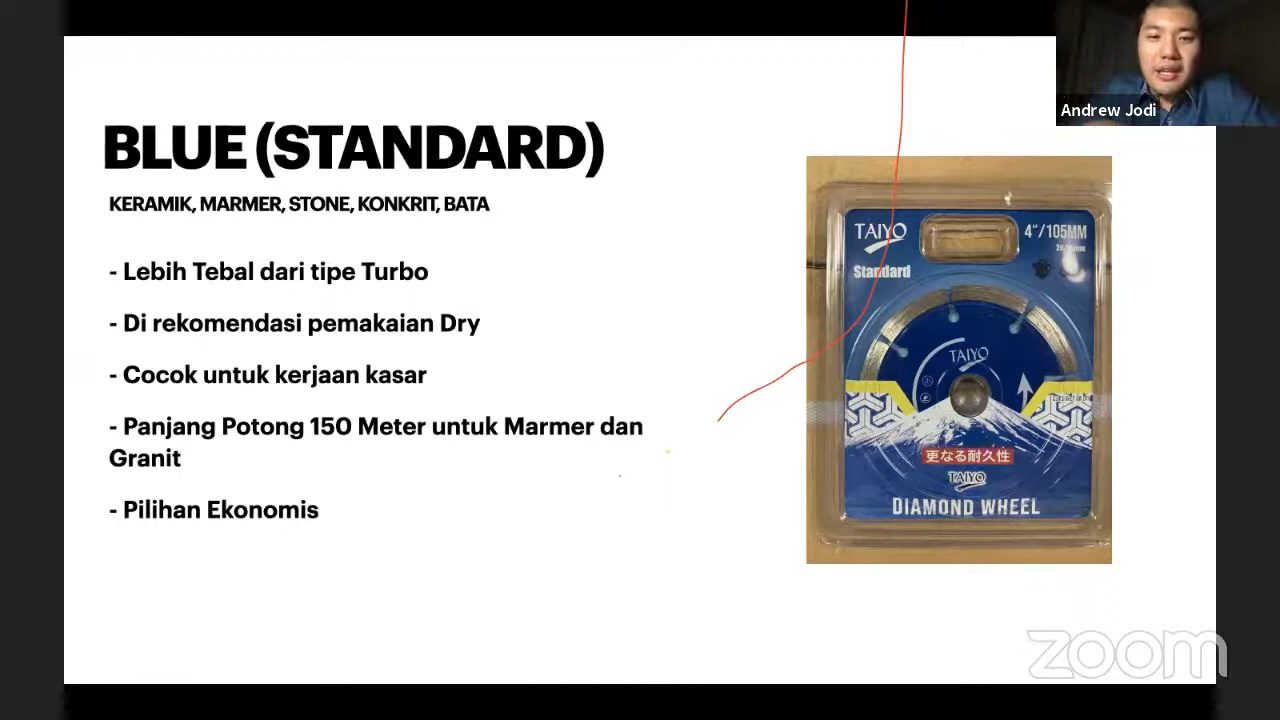 Andrew Jodi
BLUE (STANDARD)
KERAMIK, MARMER, STONE, KONKRIT, BATA
- Lebih Tebal dari tipe Turbo
- Di rekomendasi pemakaian Dry
- Cocok untuk kerjaan kasar
- Panjang Potong 150 Meter untuk Marmer dan
Granit
- Pilihan Ekonomis
TAIYO
4"/105MM
Standard
TAIYO
更なる耐久性
TAIYO
DIAMOND WHEEL
zoom